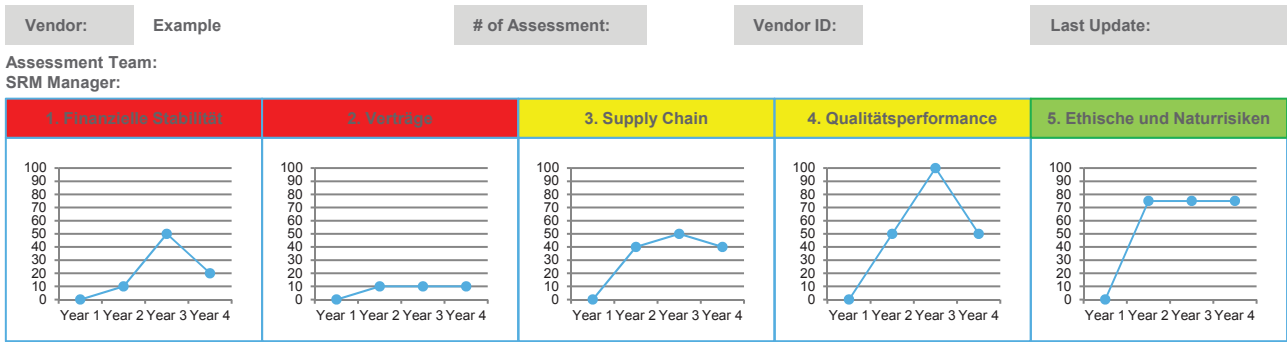 Vendor: Example # of Assessment: Vendor ID: Last Update:
Assessment Team:
SRM Manager:
1. Finanzielle Stabilität 2. Verträge 3. Supply Chain 4. Qualitätsperformance 5. Ethische und Naturrisiken
100 100 100 100 100
90 90 90 90 90
80 80 80 80 80
70 70 70 70 70
60 60 60 60 60
50 50 50 50 50
40 40 40 40 40
30 30 30 30 30
20 20 20 20 20
10 10 10 10 10
0 0 0 0 0
Year 1 Year 2 Year 3 Year 4 Year 1 Year 2 Year 3 Year 4 Year 1 Year 2 Year 3 Year 4 Year 1 Year 2 Year 3 Year 4 Year 1 Year 2 Year 3 Year 4